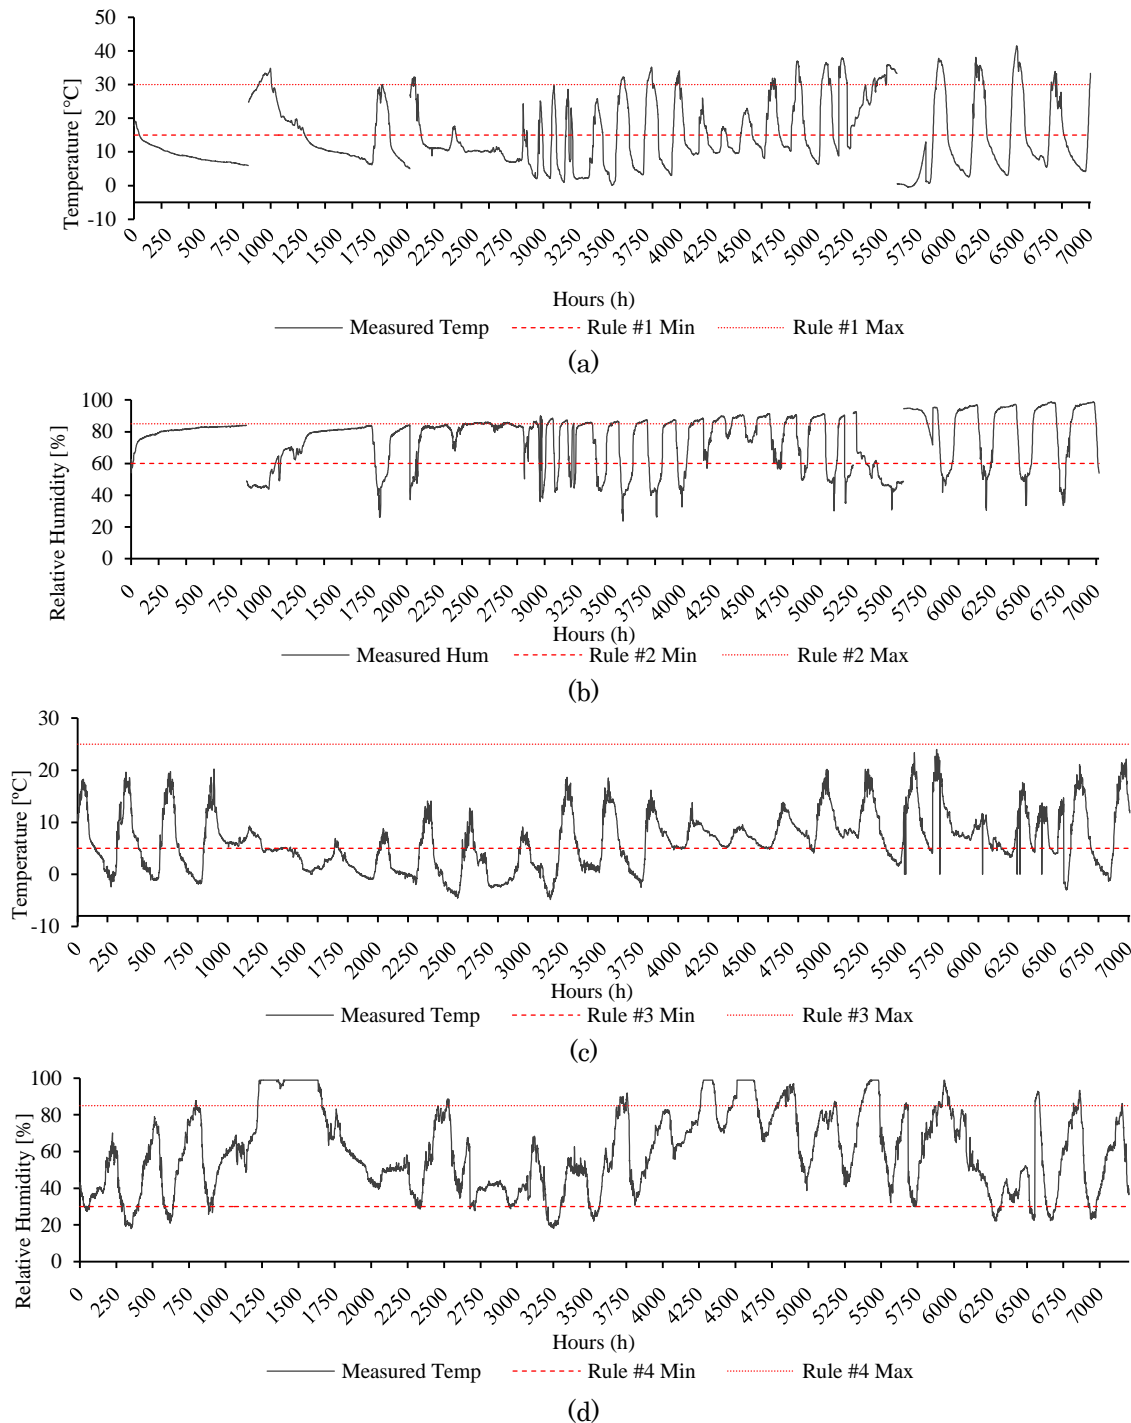 50
40
30
20
10
0
-10
Temperature [°C]
0 250 500 750 1000 1250 1500 1750 2000 2250 2500 2750 3000 3250 3500 3750 4000 4250 4500 4750 5000 5250 5500 5750 6000 6250 6500 6750 7000
Hours (h)
Measured Temp Rule #1 Min Rule #1 Max
(a)
100
80
60
40
20
0
Relative Humidity [%]
0 250 500 750 1000 1250 1500 1750 2000 2250 2500 2750 3000 3250 3500 3750 4000 4250 4500 4750 5000 5250 5500 5750 6000 6250 6500 6750 7000
Hours (h)
Measured Hum Rule #2 Min Rule #2 Max
(b)
30
20
10
0
-10
Temperature [ºC]
0 250 500 750 1000 1250 1500 1750 2000 2250 2500 2750 3000 3250 3500 3750 4000 4250 4500 4750 5000 5250 5500 5750 6000 6250 6500 6750 7000
Hours (h)
Measured Temp Rule #3 Min Rule #3 Max
(c)
100
80
60
40
20
0
Relative Humidity [%]
0 250 500 750 1000 1250 1500 1750 2000 2250 2500 2750 3000 3250 3500 3750 4000 4250 4500 4750 5000 5250 5500 5750 6000 6250 6500 6750 7000
Hours (h)
Measured Temp Rule #4 Min Rule #4 Max
(d)